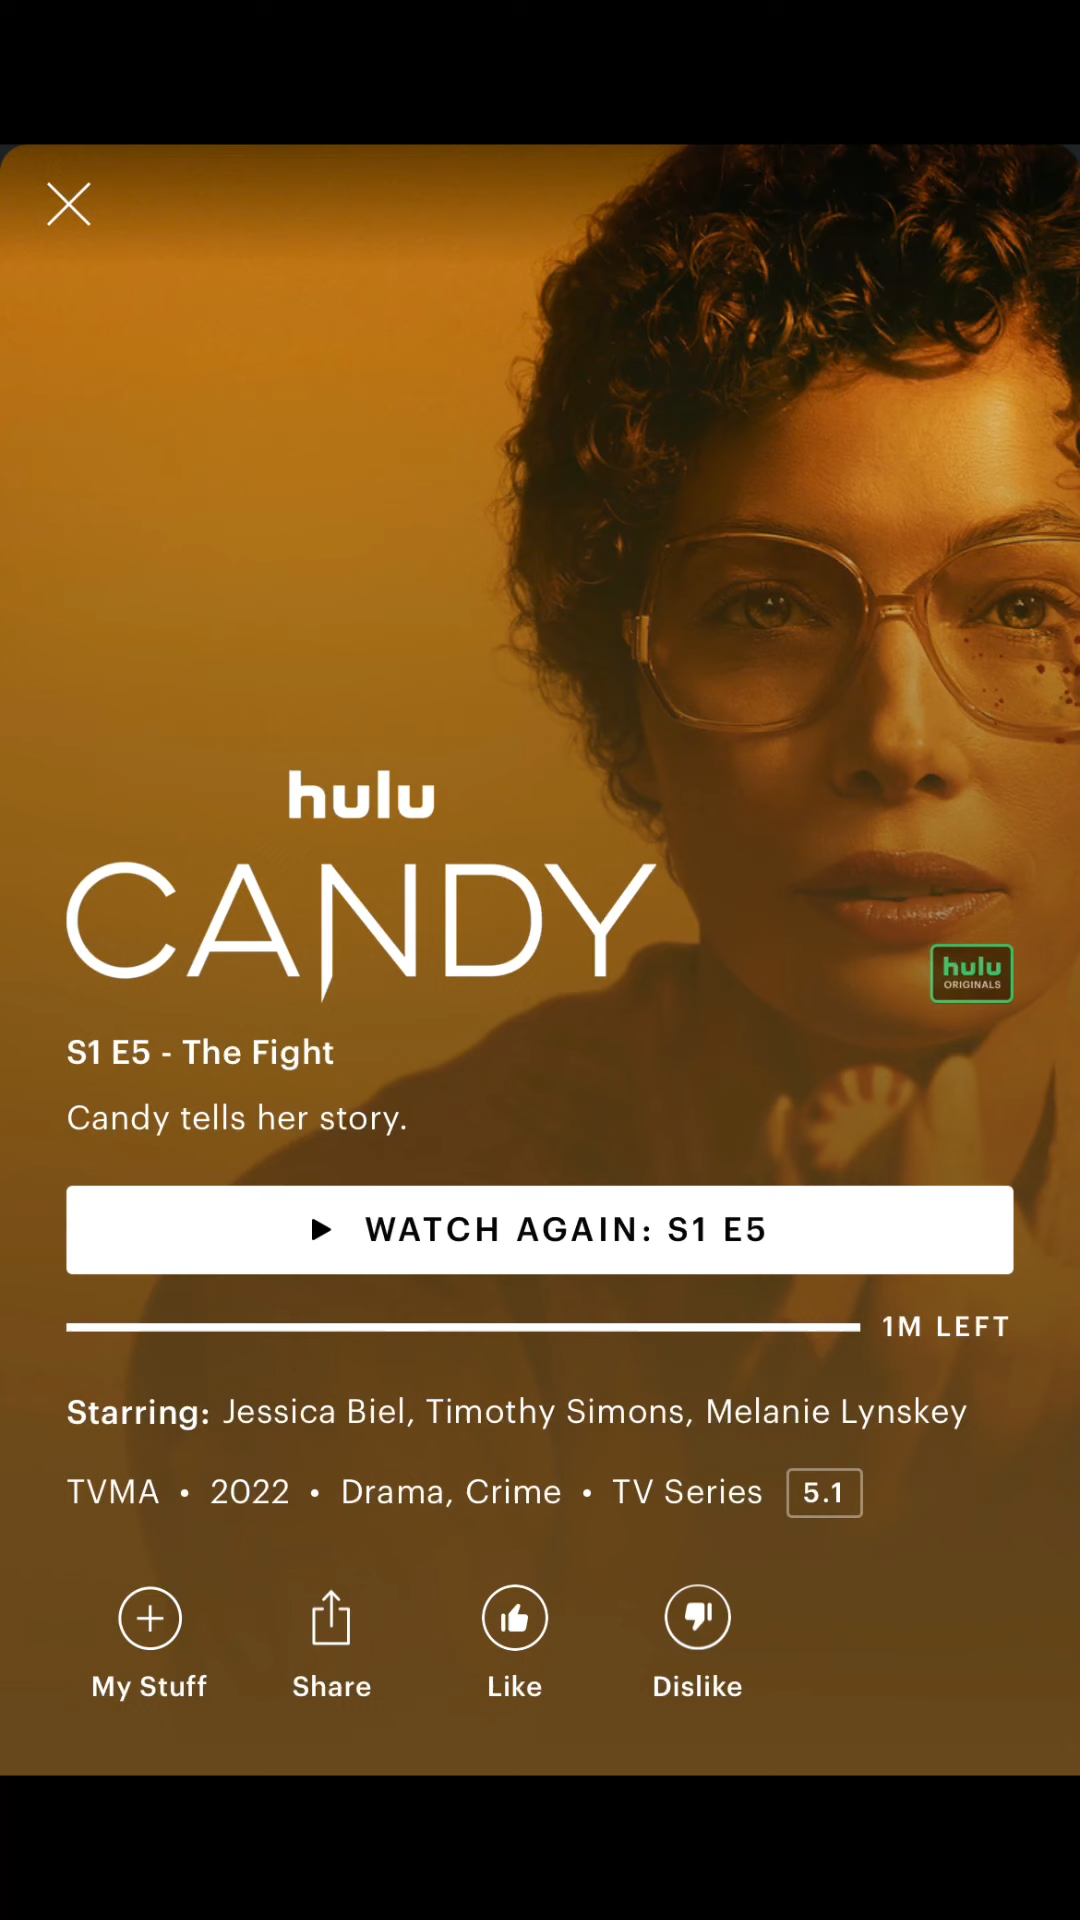 hulu
CANDY
hulu
ORIGINALS
S1 E5 - The Fight
Candy tells her story.
WATCH AGAIN: S1 E5
1M LEFT
Starring: Jessica Biel, Timothy Simons, Melanie Lynskey
TVMA • 2022 • Drama, Crime • TV Series 5.1
My Stuff Share Like Dislike